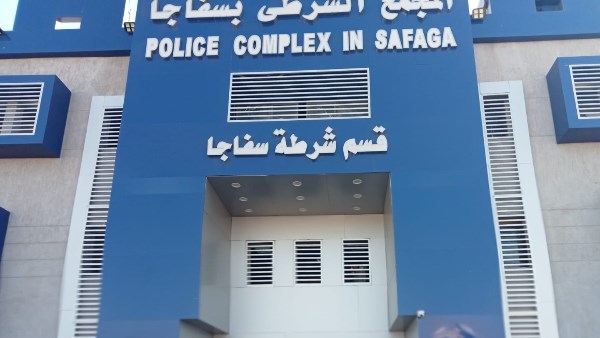 المجمع الشرطى بسفاجا
POLICE COMPLEX IN SAFAGA
قسم شرطة سفاجا